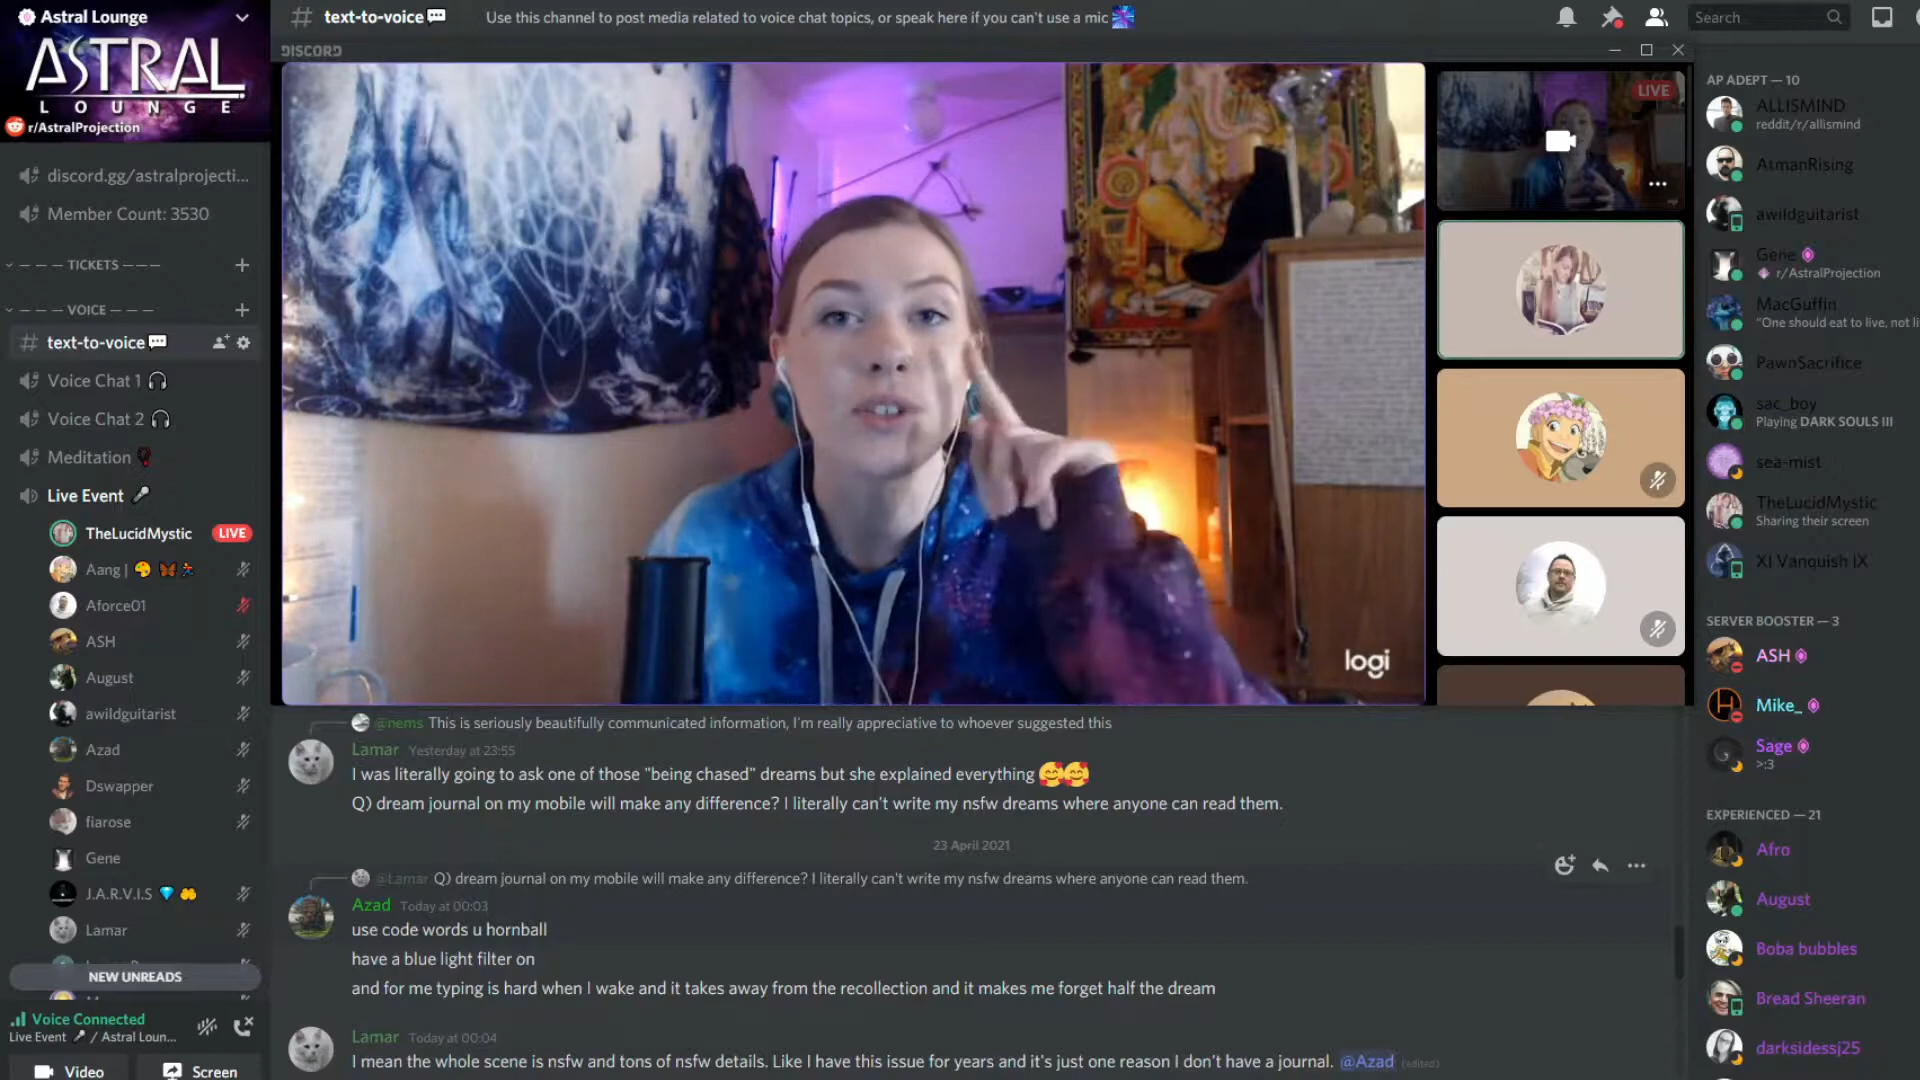 Astral Lounge
ASTRAL
LOUNGE
r/AstralProjection
discord.gg/astralprojecti...
Member Count: 3530
TICKETS
VOICE
text-to-voice
Voice Chat 1
Voice Chat 2
Meditation
Live Event
TheLucidMystic LIVE
Aang |
Aforce01
ASH
August
awildguitarist
Azad
Dswapper
fiarose
Gene
J.A.R.V.I.S
Lamar
NEW UNREADS
Voice Connected
Live Event / Astral Loun...
Video Screen
# text-to-voice Use this channel to post media related to voice chat topics, or speak here if you can't use a mic
Search
DISCORD
LIVE
logi
@nems This is seriously beautifully communicated information, I'm really appreciative to whoever suggested this
Lamar Yesterday at 23:55
I was literally going to ask one of those "being chased" dreams but she explained everything
Q) dream journal on my mobile will make any difference? I literally can't write my nsfw dreams where anyone can read them.
23 April 2021
@Lamar Q) dream journal on my mobile will make any difference? I literally can't write my nsfw dreams where anyone can read them.
Azad Today at 00:03
use code words u hornball
have a blue light filter on
and for me typing is hard when I wake and it takes away from the recollection and it makes me forget half the dream
Lamar Today at 00:04
I mean the whole scene is nsfw and tons of nsfw details. Like I have this issue for years and it's just one reason I don't have a journal. @Azad (edited)
AP ADEPT — 10
ALLISMIND
reddit/r/allismind
AtmanRising
awildguitarist
Gene
r/AstralProjection
MacGuffin
"One should eat to live, not li
PawnSacrifice
sac_boy
Playing DARK SOULS III
sea-mist
TheLucidMystic
Sharing their screen
XI Vanquish IX
SERVER BOOSTER — 3
ASH
Mike_
Sage
>:3
EXPERIENCED — 21
Afro
August
Boba bubbles
Bread Sheeran
darksidessj25